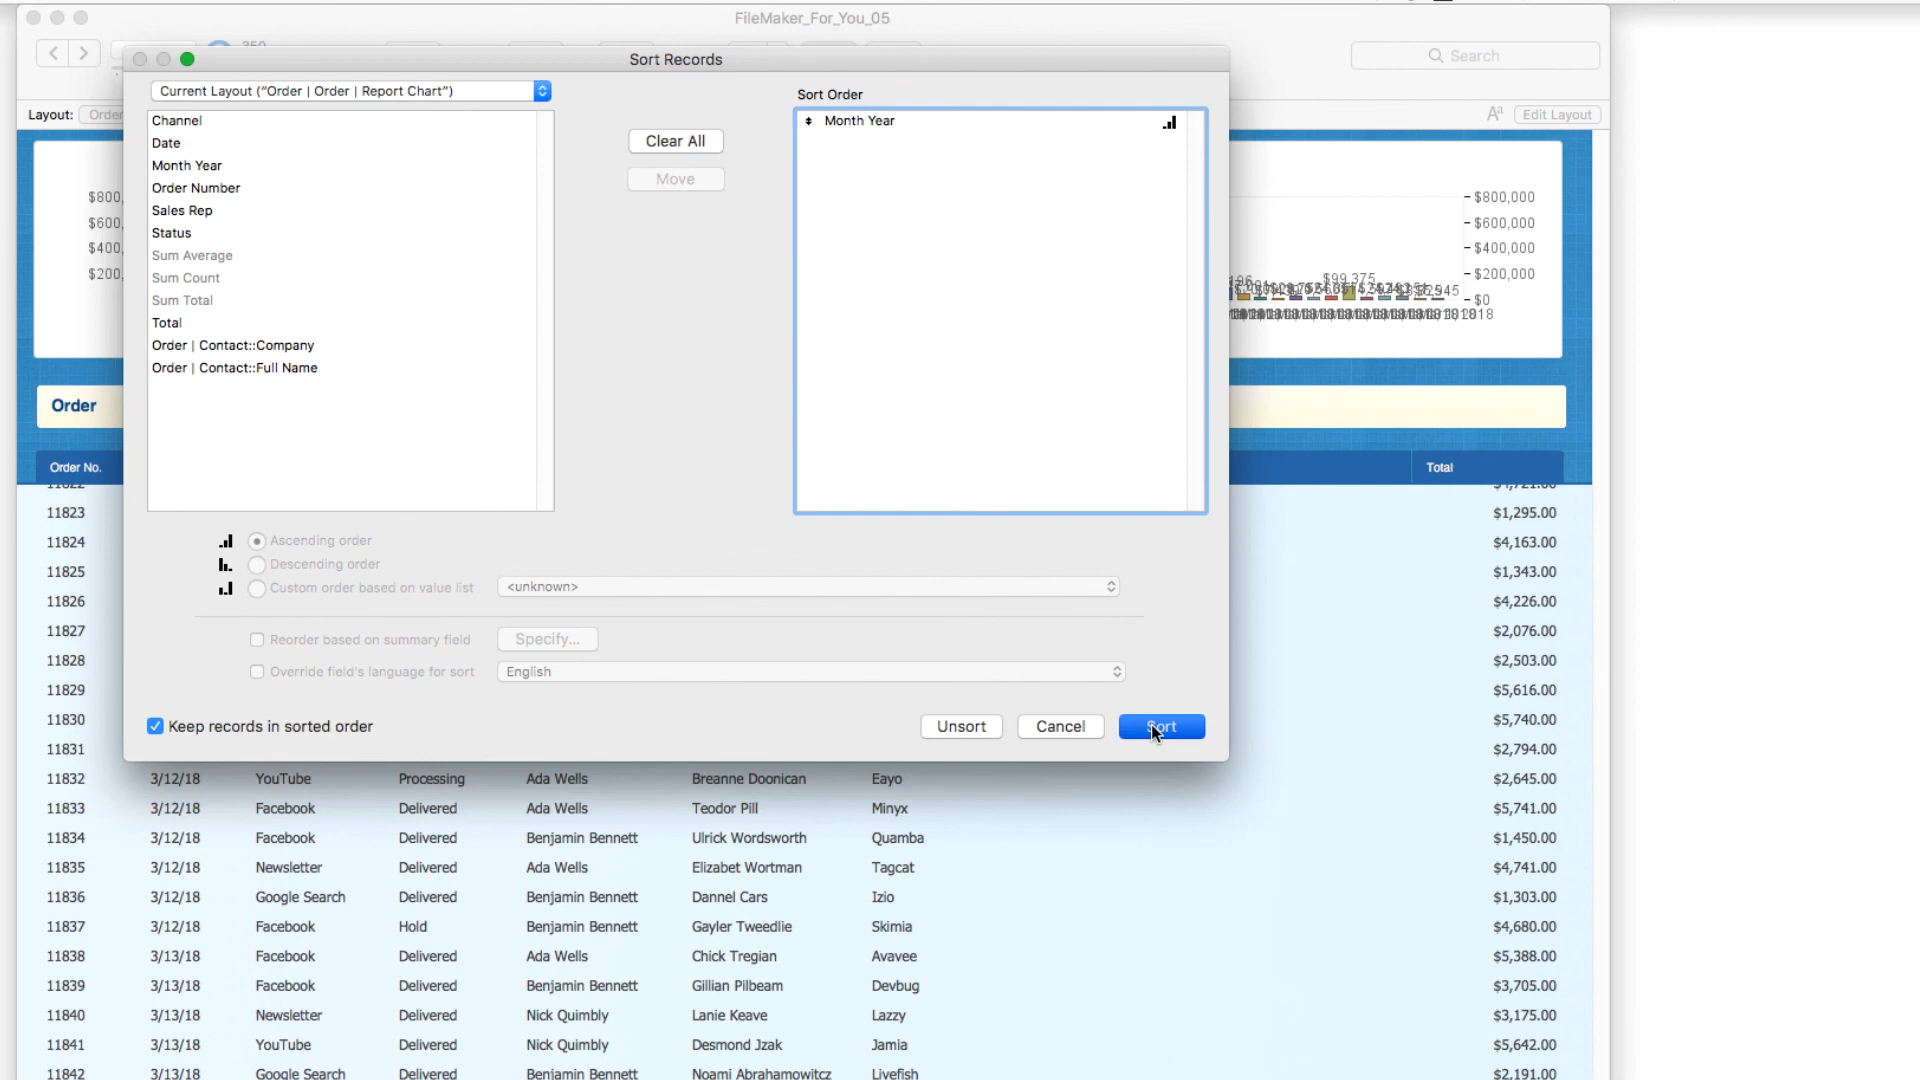 FileMaker_For_You_05
Search
Sort Records
Layout:
Edit Layout
Current Layout ("Order | Order | Report Chart")
Channel
Date
Month Year
Order Number
Sales Rep
Status
Sum Average
Sum Count
Sum Total
Total
Order | Contact::Company
Order | Contact::Full Name
Clear All
Move
Sort Order
Month Year
Ascending order
Descending order
Custom order based on value list
<unknown>
Reorder based on summary field
Specify...
Override field's language for sort
English
Keep records in sorted order
Unsort
Cancel
Sort
$800,000
$600,000
$400,000
$200,000
$0
$99,375
Order
Order No.
Total
11823 $1,295.00
11824 $4,163.00
11825 $1,343.00
11826 $4,226.00
11827 $2,076.00
11828 $2,503.00
11829 $5,616.00
11830 $5,740.00
11831 $2,794.00
11832 3/12/18 YouTube Processing Ada Wells Breanne Doonican Eayo $2,645.00
11833 3/12/18 Facebook Delivered Ada Wells Teodor Pill Minyx $5,741.00
11834 3/12/18 Facebook Delivered Benjamin Bennett Ulrick Wordsworth Quamba $1,450.00
11835 3/12/18 Newsletter Delivered Ada Wells Elizabet Wortman Tagcat $4,741.00
11836 3/12/18 Google Search Delivered Benjamin Bennett Dannel Cars Izio $1,303.00
11837 3/12/18 Facebook Hold Benjamin Bennett Gayler Tweedlie Skimia $4,680.00
11838 3/13/18 Facebook Delivered Ada Wells Chick Tregian Avavee $5,388.00
11839 3/13/18 Facebook Delivered Benjamin Bennett Gillian Pilbeam Devbug $3,705.00
11840 3/13/18 Newsletter Delivered Nick Quimbly Lanie Keave Lazzy $3,175.00
11841 3/13/18 YouTube Delivered Nick Quimbly Desmond Jzak Jamia $5,642.00
11842 3/13/18 Google Search Delivered Benjamin Bennett Noami Abrahamowitcz Livefish $2,191.00